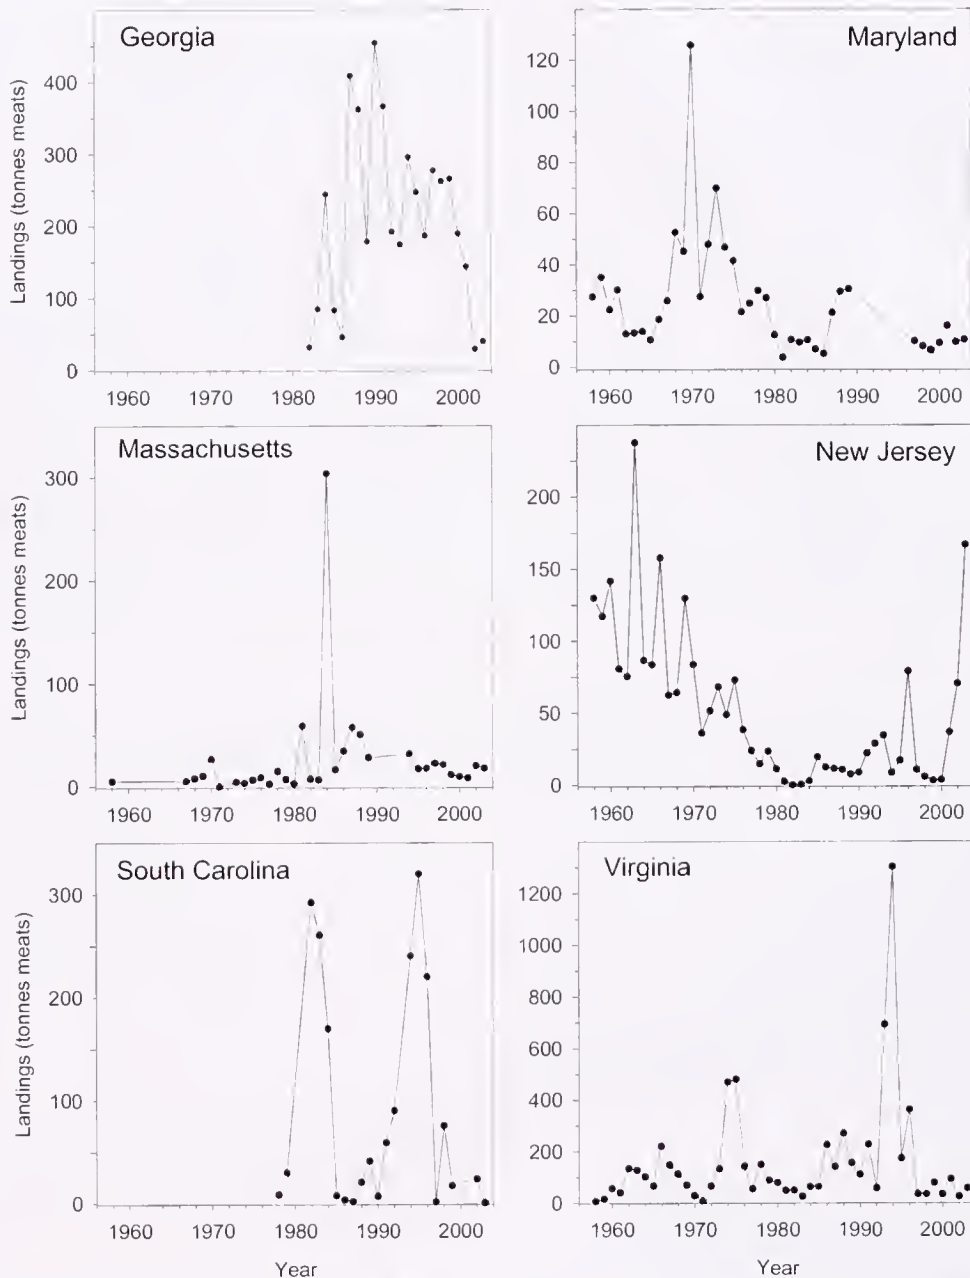 Georgia
Landings (tonnes meats)
400
300
200
100
0
1960 1970 1980 1990 2000
Maryland
120
100
80
60
40
20
0
1960 1970 1980 1990 2000
Massachusetts
Landings (tonnes meats)
300
200
100
0
1960 1970 1980 1990 2000
New Jersey
200
150
100
50
0
1960 1970 1980 1990 2000
South Carolina
Landings (tonnes meats)
300
200
100
0
1960 1970 1980 1990 2000
Year
Virginia
1200
1000
800
600
400
200
0
1960 1970 1980 1990 2000
Year